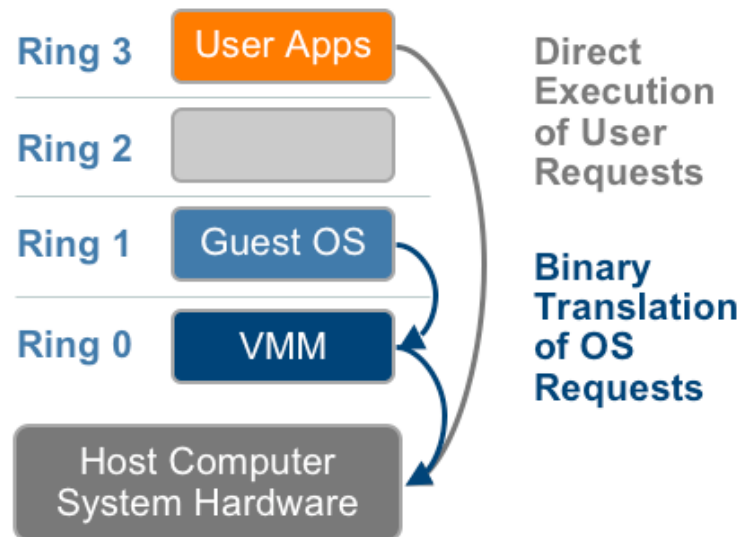 Ring 3
User Apps
Direct
Execution
of User
Requests
Ring 2
Ring 1
Guest OS
Binary
Translation
of OS
Requests
Ring 0
VMM
Host Computer
System Hardware